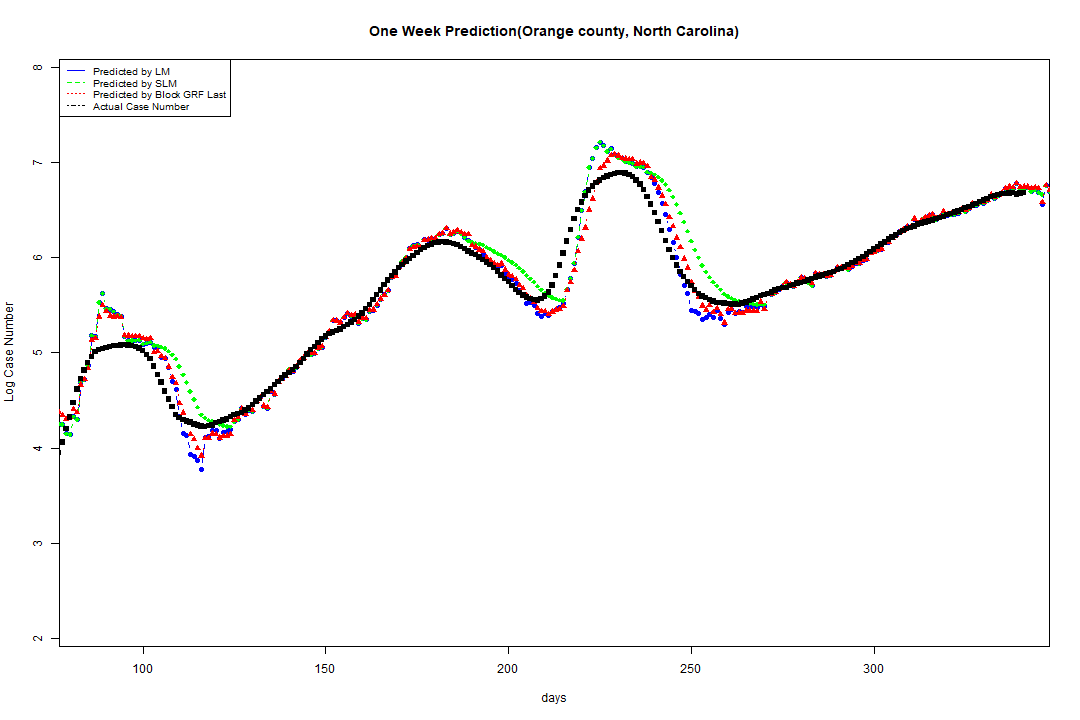 One Week Prediction(Orange county, North Carolina)
Predicted by LM
Predicted by SLM
Predicted by Block GRF Last
Actual Case Number
Log Case Number
8
7
6
5
4
3
2
100 150 200 250 300
days